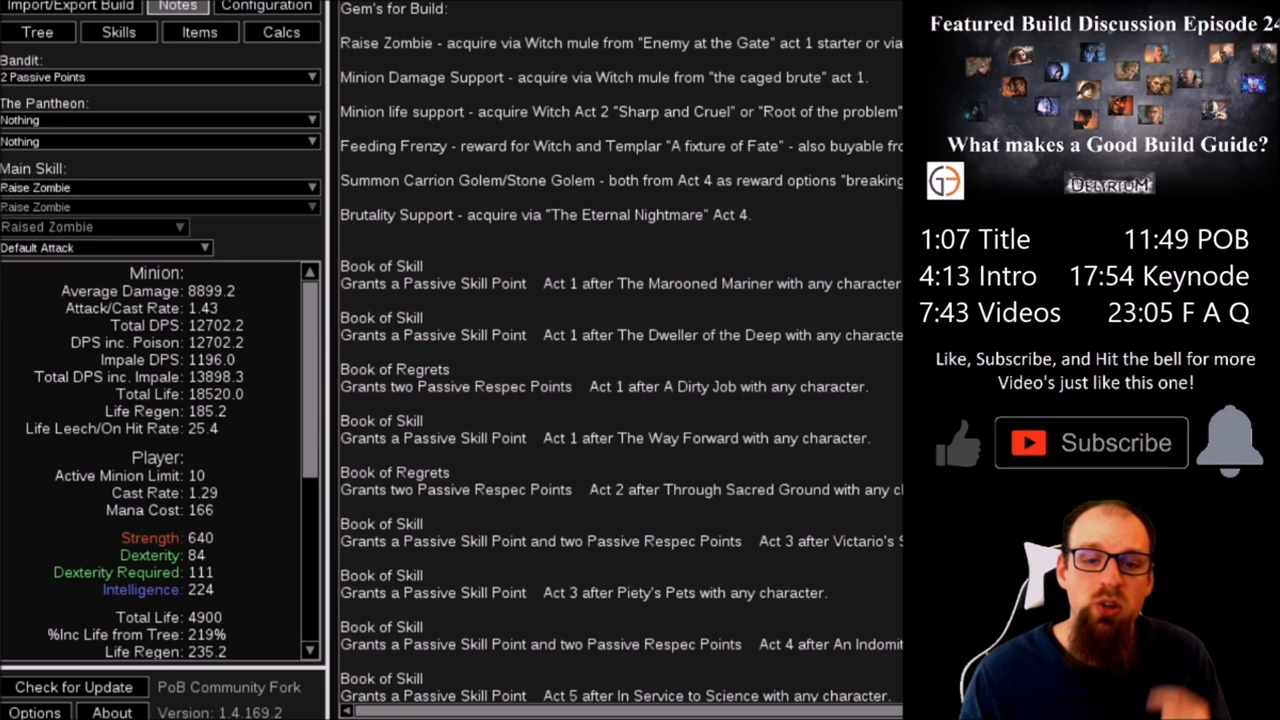 Import/Export Build
Notes
Configuration
Tree
Skills
Items
Calcs
Bandit:
2 Passive Points
The Pantheon:
Nothing
Nothing
Main Skill:
Raise Zombie
Raise Zombie
Raised Zombie
Default Attack
Minion:
Average Damage: 8899.2
Attack/Cast Rate: 1.43
Total DPS: 12702.2
DPS inc. Poison: 12702.2
Impale DPS: 1196.0
Total DPS inc. Impale: 13898.3
Total Life: 18520.0
Life Regen: 185.2
Life Leech/On Hit Rate: 25.4
Player:
Active Minion Limit: 10
Cast Rate: 1.29
Mana Cost: 166
Strength: 640
Dexterity: 84
Dexterity Required: 111
Intelligence: 224
Total Life: 4900
%Inc Life from Tree: 219%
Life Regen: 235.2
Check for Update
PoB Community Fork
Options
About
Version: 1.4.169.2
Gem's for Build:
Raise Zombie - acquire via Witch mule from "Enemy at the Gate" act 1 starter or via
Minion Damage Support - acquire via Witch mule from "the caged brute" act 1.
Minion life support - acquire Witch Act 2 "Sharp and Cruel" or "Root of the problem"
Feeding Frenzy - reward for Witch and Templar "A fixture of Fate" - also buyable fro
Summon Carrion Golem/Stone Golem - both from Act 4 as reward options "breaking
Brutality Support - acquire via "The Eternal Nightmare" Act 4.
Book of Skill
Grants a Passive Skill Point Act 1 after The Marooned Mariner with any character
Book of Skill
Grants a Passive Skill Point Act 1 after The Dweller of the Deep with any characte
Book of Regrets
Grants two Passive Respec Points Act 1 after A Dirty Job with any character.
Book of Skill
Grants a Passive Skill Point Act 1 after The Way Forward with any character.
Book of Regrets
Grants two Passive Respec Points Act 2 after Through Sacred Ground with any c
Book of Skill
Grants a Passive Skill Point and two Passive Respec Points Act 3 after Victario's S
Book of Skill
Grants a Passive Skill Point Act 3 after Piety's Pets with any character.
Book of Skill
Grants a Passive Skill Point and two Passive Respec Points Act 4 after An Indomit
Book of Skill
Grants a Passive Skill Point Act 5 after In Service to Science with any character.
Featured Build Discussion Episode 24
What makes a Good Build Guide?
DELIRIUM
1:07 Title 11:49 POB
4:13 Intro 17:54 Keynode
7:43 Videos 23:05 F A Q
Like, Subscribe, and Hit the bell for more
Video's just like this one!
Subscribe